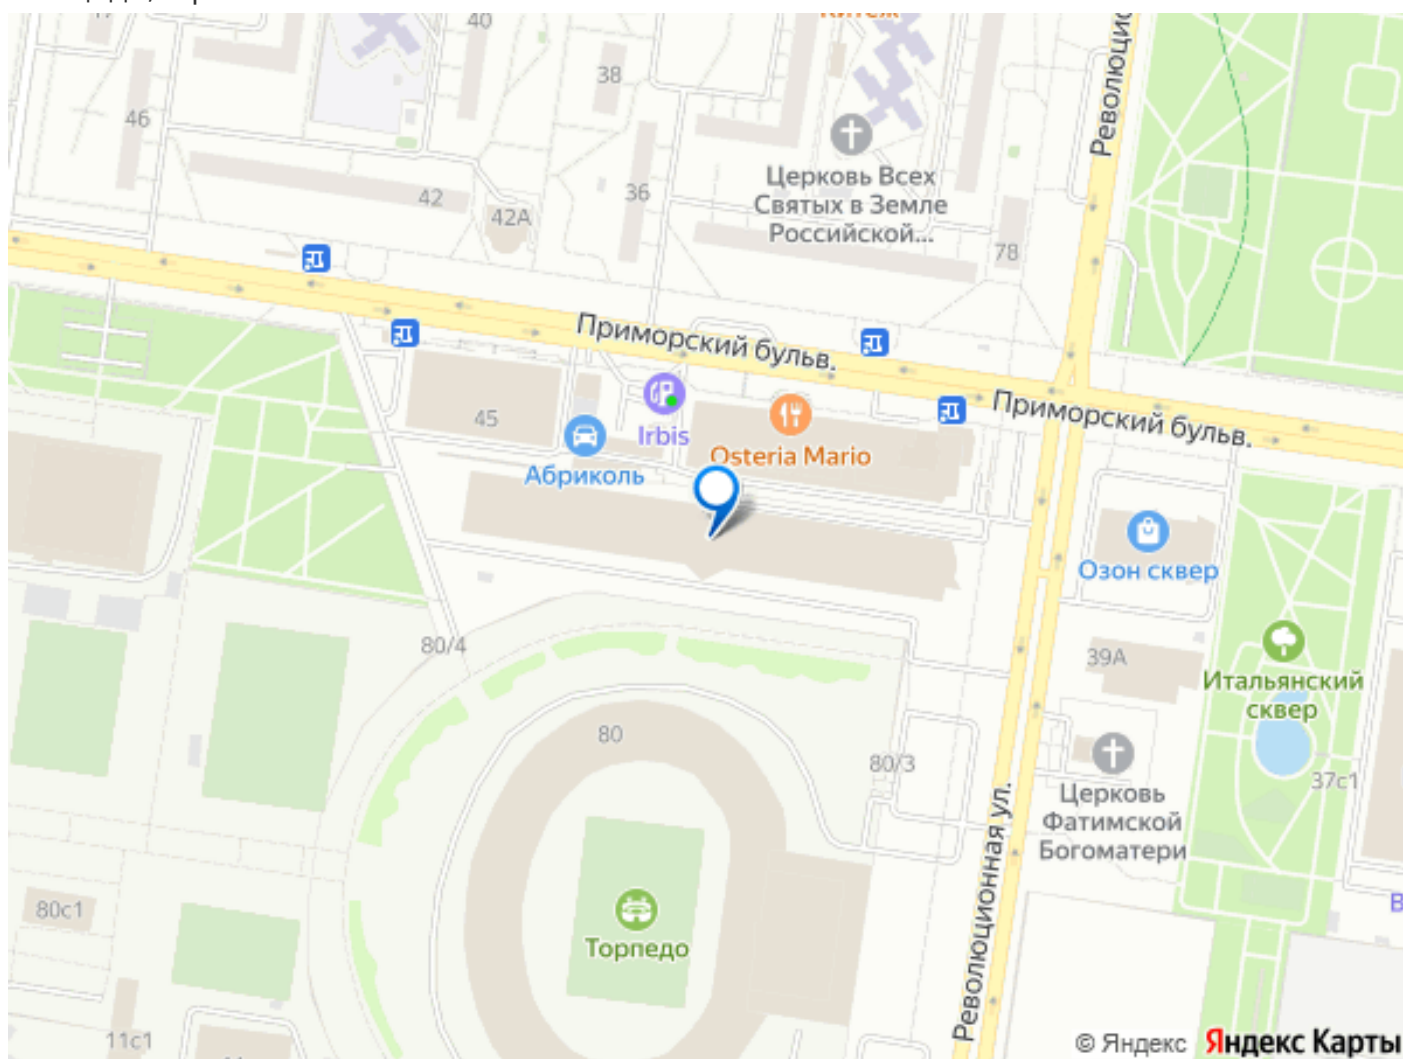 40
Китеж
38
46
Революцио
Церковь Всех
Святых в Земле
Российской...
42
36
42А
78
Приморский бульв.
Приморский бульв.
45
Irbis
Osteria Mario
Абриколь
Озон сквер
80/4
39А
Итальянский
сквер
80
80/3
37с1
Церковь
Фатимской
Богоматери
Революционная ул.
80с1
В
Торпедо
11с1
© Яндекс Яндекс Карты